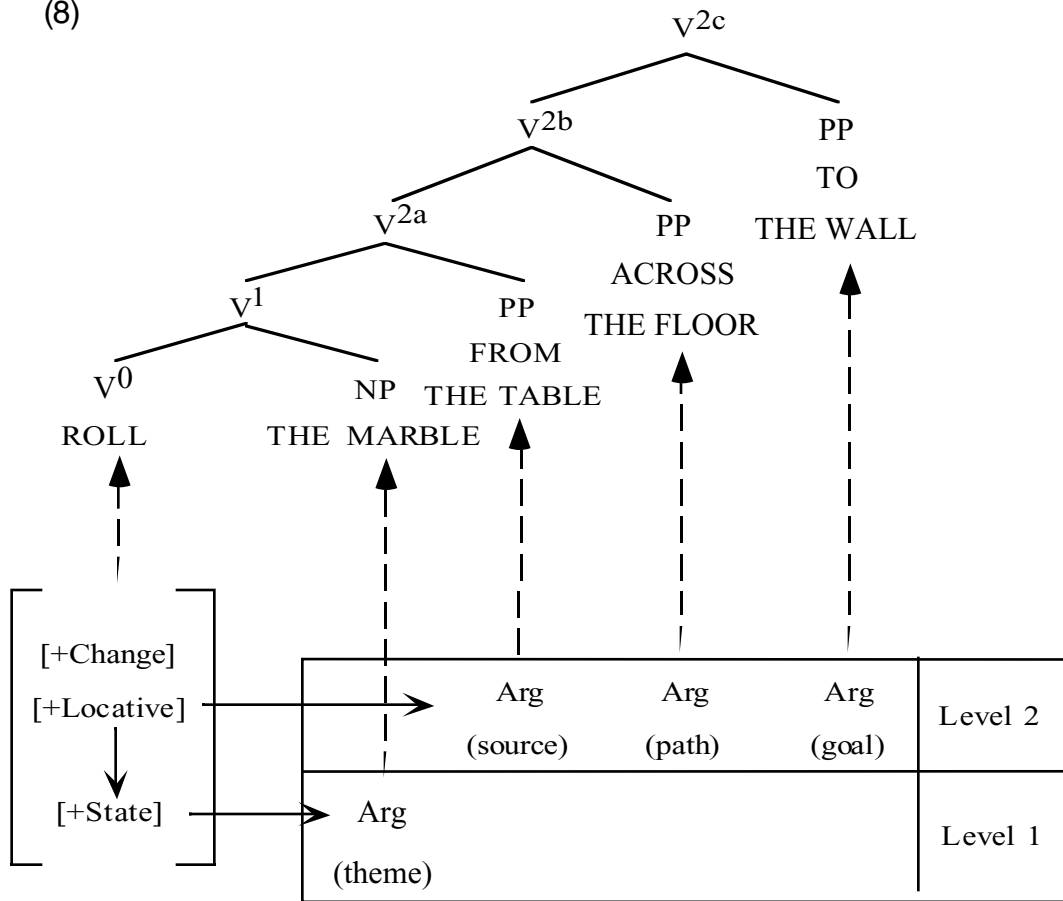 (8)
V2c
V2b
PP
TO
THE WALL
V2a
PP
ACROSS
THE FLOOR
V1
PP
FROM
THE TABLE
V0
NP
ROLL
THE MARBLE
[+Change]
[+Locative]
[+State]
Arg
(source)
Arg
(path)
Arg
(goal)
Level 2
Arg
(theme)
Level 1